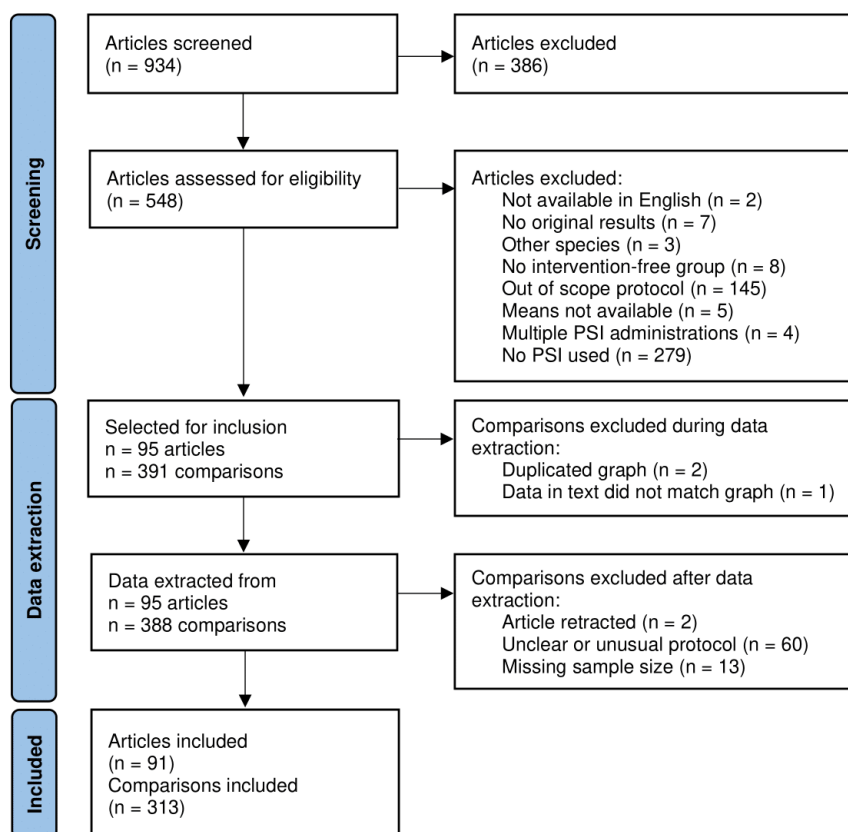 Screening
Articles screened
(n = 934)
Articles excluded
(n = 386)
Articles assessed for eligibility
(n = 548)
Articles excluded:
Not available in English (n = 2)
No original results (n = 7)
Other species (n = 3)
No intervention-free group (n = 8)
Out of scope protocol (n = 145)
Means not available (n = 5)
Multiple PSI administrations (n = 4)
No PSI used (n = 279)
Data extraction
Selected for inclusion
n = 95 articles
n = 391 comparisons
Comparisons excluded during data
extraction:
Duplicated graph (n = 2)
Data in text did not match graph (n = 1)
Data extracted from
n = 95 articles
n = 388 comparisons
Comparisons excluded after data
extraction:
Article retracted (n = 2)
Unclear or unusual protocol (n = 60)
Missing sample size (n = 13)
Included
Articles included
(n = 91)
Comparisons included
(n = 313)